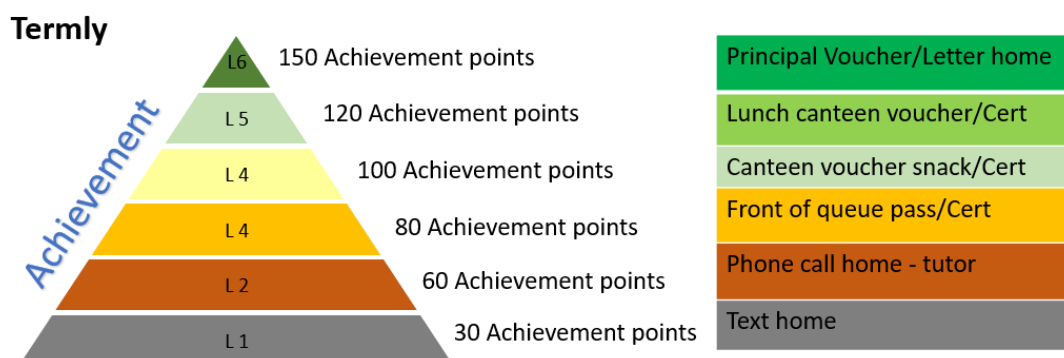 Termly
Achievement
L6
150 Achievement points
Principal Voucher/Letter home
L 5
120 Achievement points
Lunch canteen voucher/Cert
L 4
100 Achievement points
Canteen voucher snack/Cert
L 4
80 Achievement points
Front of queue pass/Cert
L 2
60 Achievement points
Phone call home - tutor
L 1
30 Achievement points
Text home